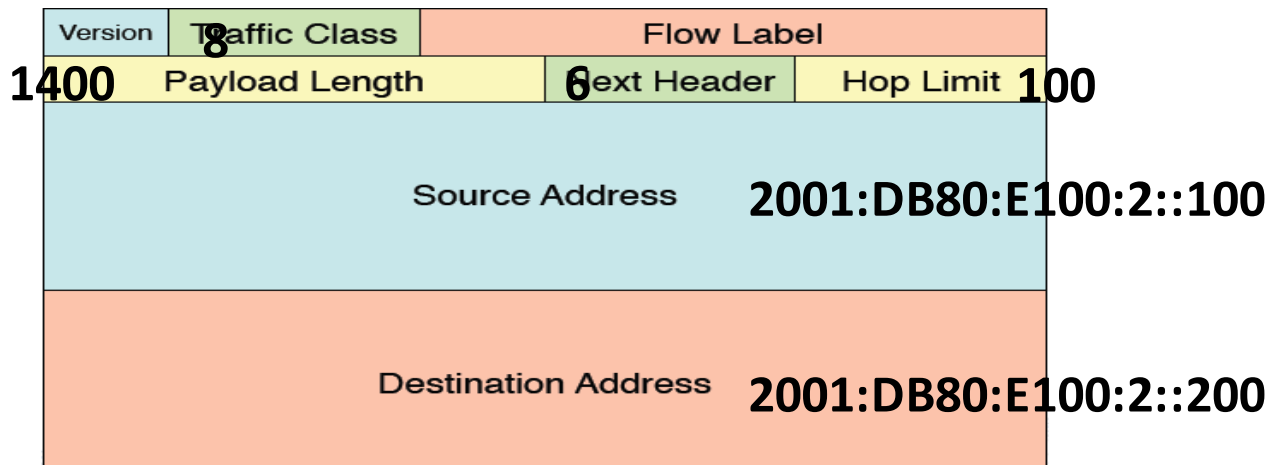 Version 8 Traffic Class Flow Label
1400 Payload Length 6 Next Header Hop Limit 100
Source Address 2001:DB80:E100:2::100
Destination Address 2001:DB80:E100:2::200